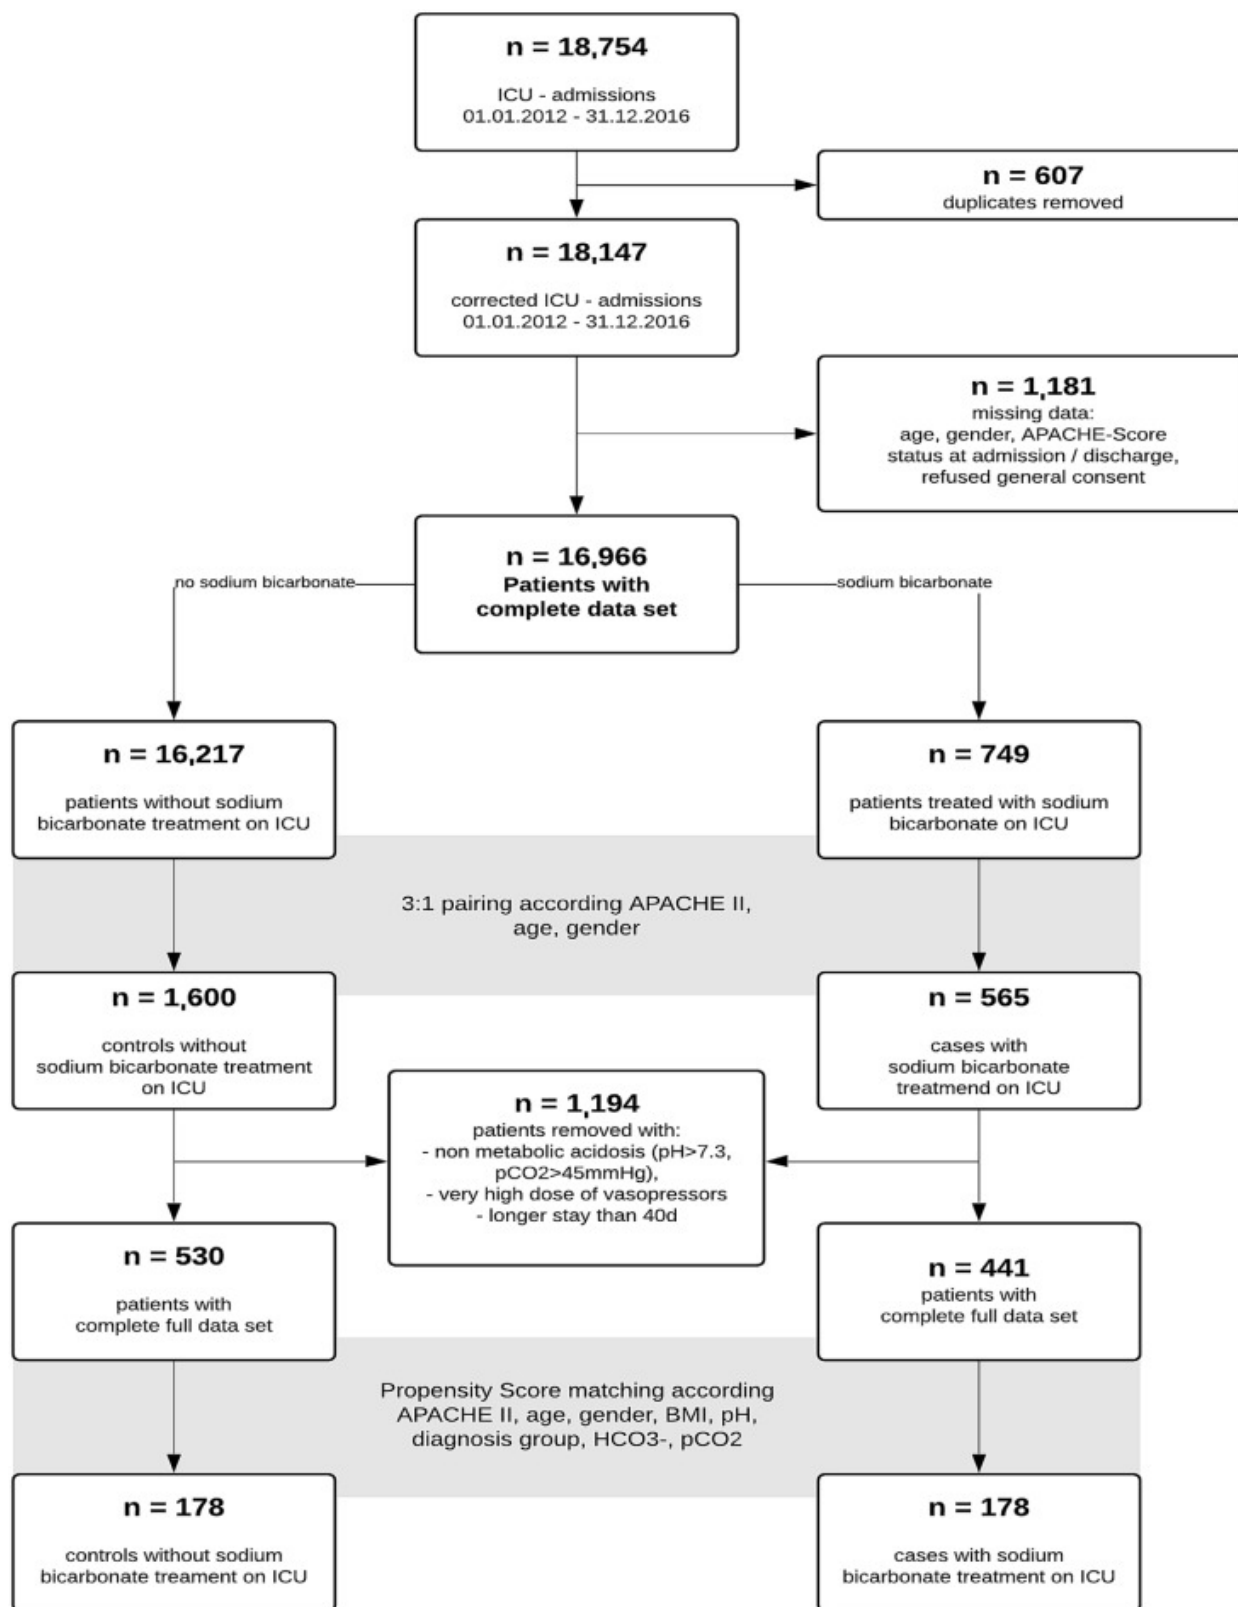 n = 18,754
ICU - admissions
01.01.2012 - 31.12.2016
n = 607
duplicates removed
n = 18,147
corrected ICU - admissions
01.01.2012 - 31.12.2016
n = 1,181
missing data:
age, gender, APACHE-Score
status at admission / discharge,
refused general consent
n = 16,966
Patients with
complete data set
no sodium bicarbonate
sodium bicarbonate
n = 16,217
patients without sodium
bicarbonate treatment on ICU
n = 749
patients treated with sodium
bicarbonate on ICU
3:1 pairing according APACHE II,
age, gender
n = 1,600
controls without
sodium bicarbonate treatment
on ICU
n = 565
cases with
sodium bicarbonate
treatmend on ICU
n = 1,194
patients removed with:
- non metabolic acidosis (pH>7.3,
pCO2>45mmHg),
- very high dose of vasopressors
- longer stay than 40d
n = 530
patients with
complete full data set
n = 441
patients with
complete full data set
Propensity Score matching according
APACHE II, age, gender, BMI, pH,
diagnosis group, HCO3-, pCO2
n = 178
controls without sodium
bicarbonate treament on ICU
n = 178
cases with sodium
bicarbonate treatment on ICU